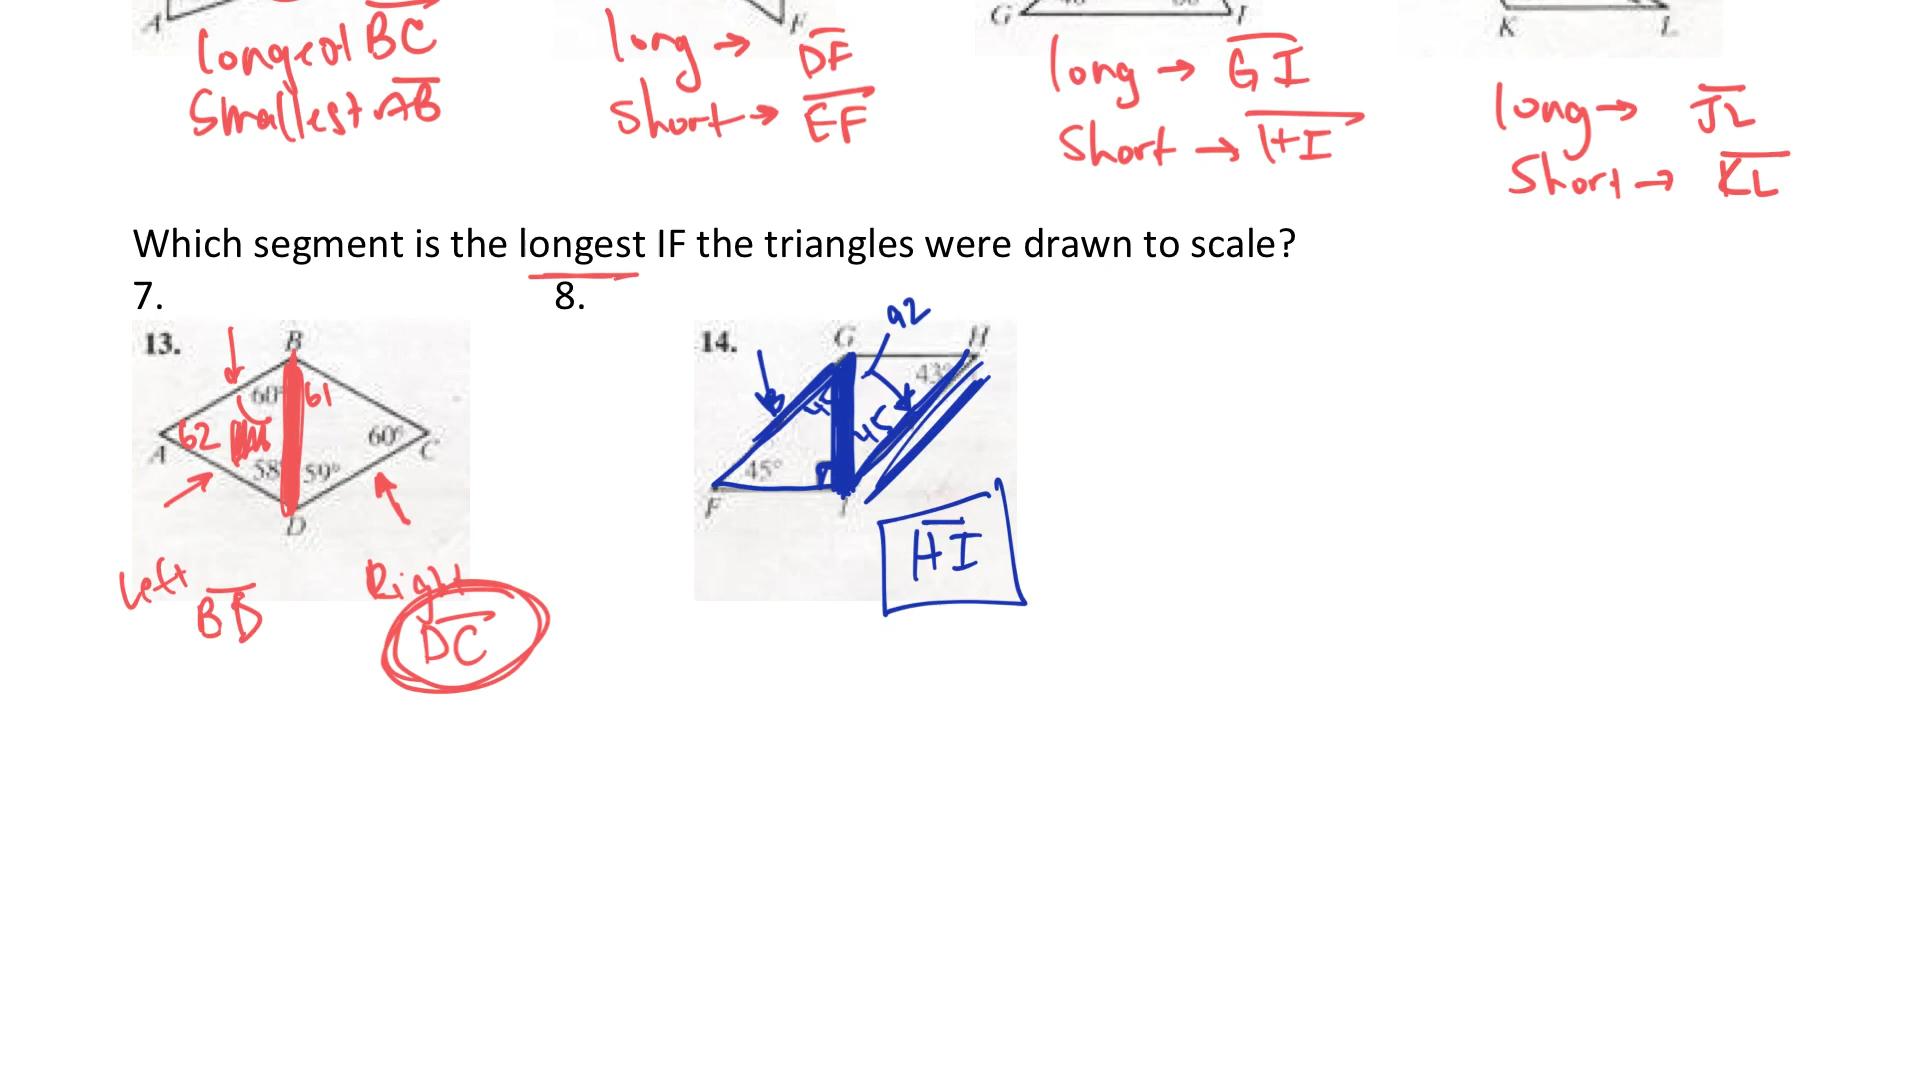 A
F
G
I
K
L
Longest BC
Smallest AB
long → DF
Short → EF
long → GI
Short → HI
long → JL
Short → KL
Which segment is the longest IF the triangles were drawn to scale?
7.
8.
13.
B
60°
61
62
A
60°
C
58°
59°
D
Left
BD
Right
DC
14.
G
92
H
43°
45
45
45°
F
I
HI